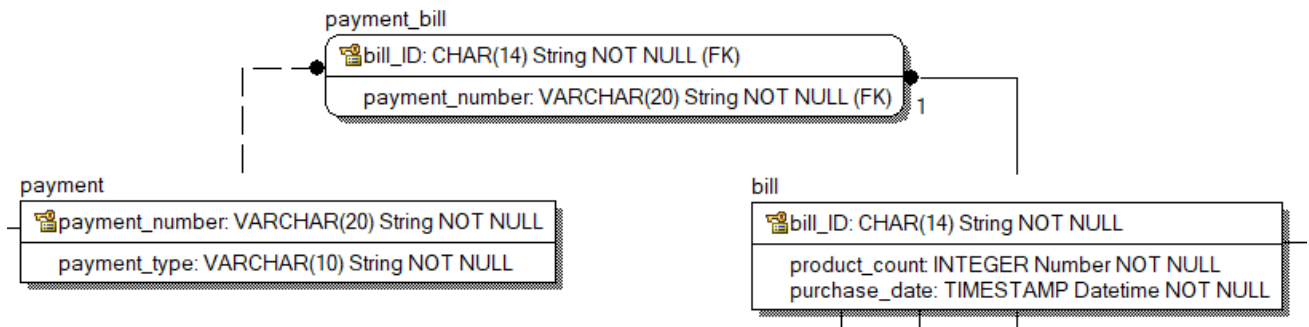 payment_bill
bill_ID: CHAR(14) String NOT NULL (FK)
payment_number: VARCHAR(20) String NOT NULL (FK)
1
payment
payment_number: VARCHAR(20) String NOT NULL
payment_type: VARCHAR(10) String NOT NULL
bill
bill_ID: CHAR(14) String NOT NULL
product_count: INTEGER Number NOT NULL
purchase_date: TIMESTAMP Datetime NOT NULL